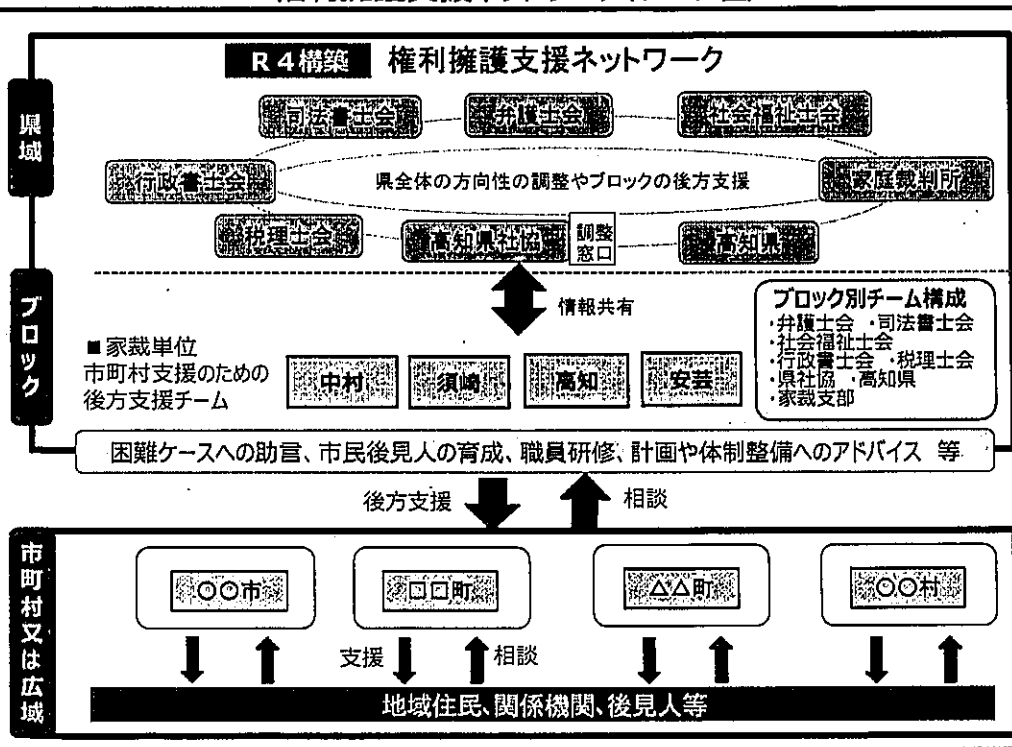 R4構築 権利擁護支援ネットワーク
県域
司法書士会
弁護士会
社会福祉士会
行政書士会
県全体の方向性の調整やブロックの後方支援
家庭裁判所
税理士会
高知県社協
調整
窓口
高知県
ブロック
情報共有
■家裁単位
市町村支援のための
後方支援チーム
中村
須崎
高知
安芸
ブロック別チーム構成
・弁護士会 ・司法書士会
・社会福祉士会
・行政書士会 ・税理士会
・県社協 ・高知県
・家裁支部
困難ケースへの助言、市民後見人の育成、職員研修、計画や体制整備へのアドバイス 等
後方支援
相談
市町村又は広域
○○市
□□町
△△町
○○村
支援
相談
地域住民、関係機関、後見人等